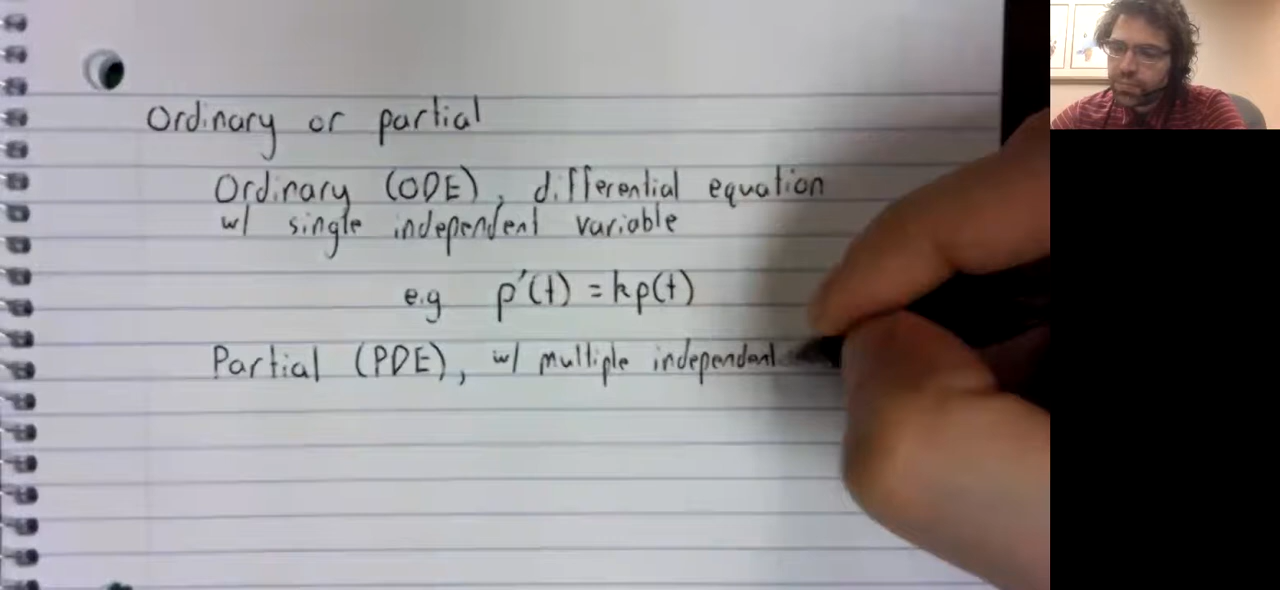 Ordinary or partial
Ordinary (ODE), differential equation
w/ single independent variable
e.g p'(t) = kp(t)
Partial (PDE), w/ multiple independent